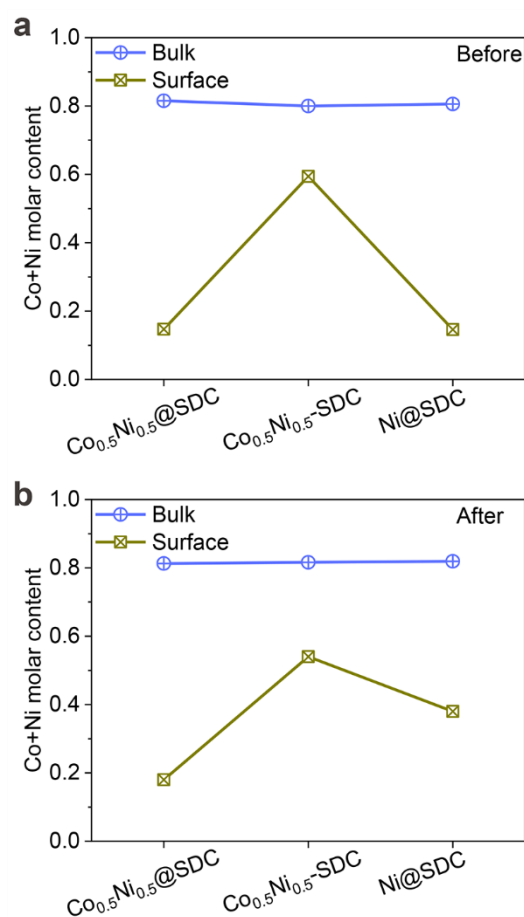 a
1.0
Bulk
Before
Surface
0.8
0.6
0.4
0.2
0.0
Co+Ni molar content
Co₀.₅Ni₀.₅@SDC
Co₀.₅Ni₀.₅-SDC
Ni@SDC
b
1.0
Bulk
After
Surface
0.8
0.6
0.4
0.2
0.0
Co+Ni molar content
Co₀.₅Ni₀.₅@SDC
Co₀.₅Ni₀.₅-SDC
Ni@SDC